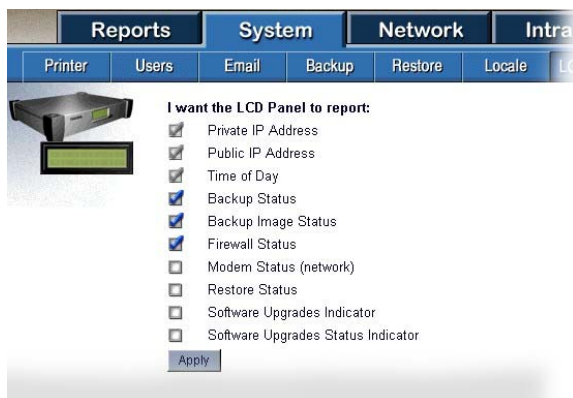 Reports System Network Intra
Printer Users Email Backup Restore Locale
I want the LCD Panel to report:
Private IP Address
Public IP Address
Time of Day
Backup Status
Backup Image Status
Firewall Status
Modem Status (network)
Restore Status
Software Upgrades Indicator
Software Upgrades Status Indicator
Apply